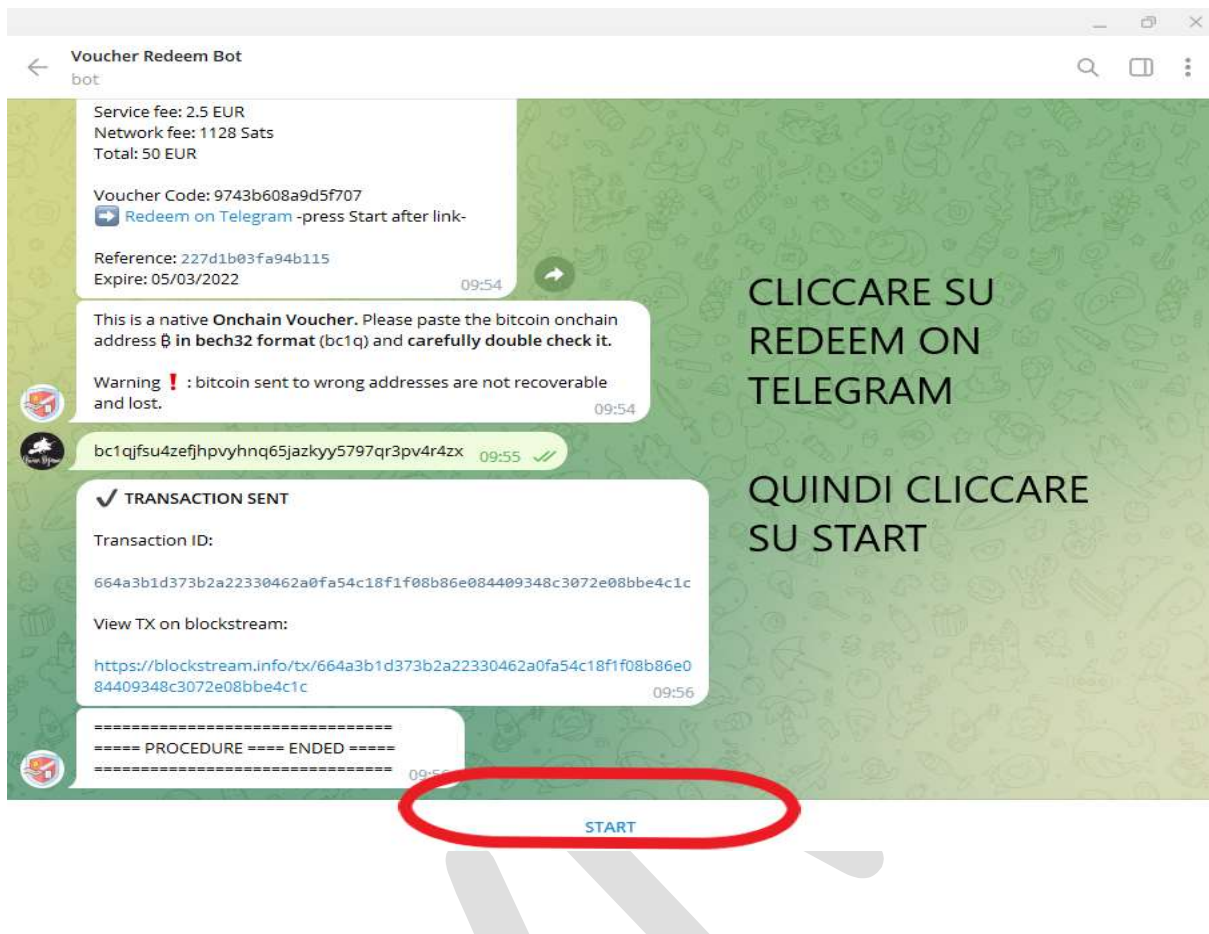 Voucher Redeem Bot
bot
Service fee: 2.5 EUR
Network fee: 1128 Sats
Total: 50 EUR
Voucher Code: 9743b608a9d5f707
➡ Redeem on Telegram -press Start after link-
Reference: 227d1b03fa94b115
Expire: 05/03/2022
09:54
This is a native Onchain Voucher. Please paste the bitcoin onchain
address ₿ in bech32 format (bc1q) and carefully double check it.
Warning ❗ : bitcoin sent to wrong addresses are not recoverable
and lost.
09:54
bc1qjfsu4zefjhpvyhnq65jazkyy5797qr3pv4r4zx 09:55
✔ TRANSACTION SENT
Transaction ID:
664a3b1d373b2a22330462a0fa54c18f1f08b86e084409348c3072e08bbe4c1c
View TX on blockstream:
https://blockstream.info/tx/664a3b1d373b2a22330462a0fa54c18f1f08b86e0
84409348c3072e08bbe4c1c
09:56
==================================
===== PROCEDURE ==== ENDED =====
==================================
CLICCARE SU
REDEEM ON
TELEGRAM
QUINDI CLICCARE
SU START
START